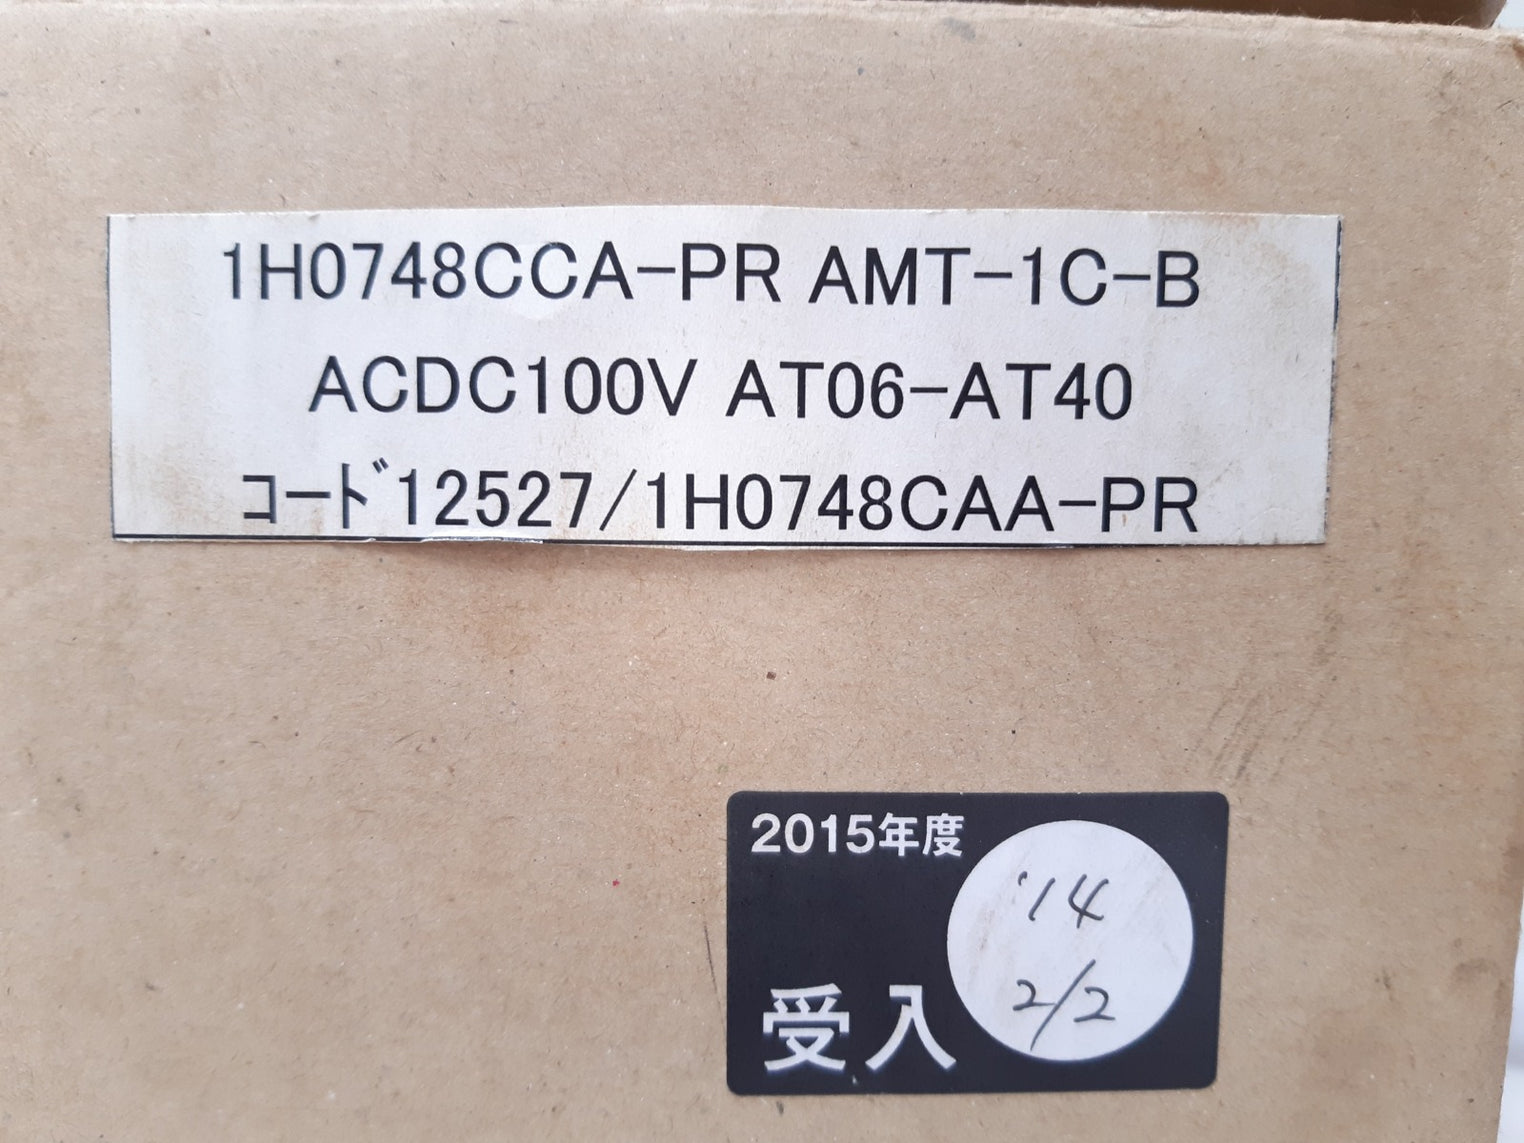 1H0748CCA-PR AMT-1C-B
ACDC100V AT06-AT40
コード12527/1H0748CAA-PR
2015年度
'14
2/2
受入